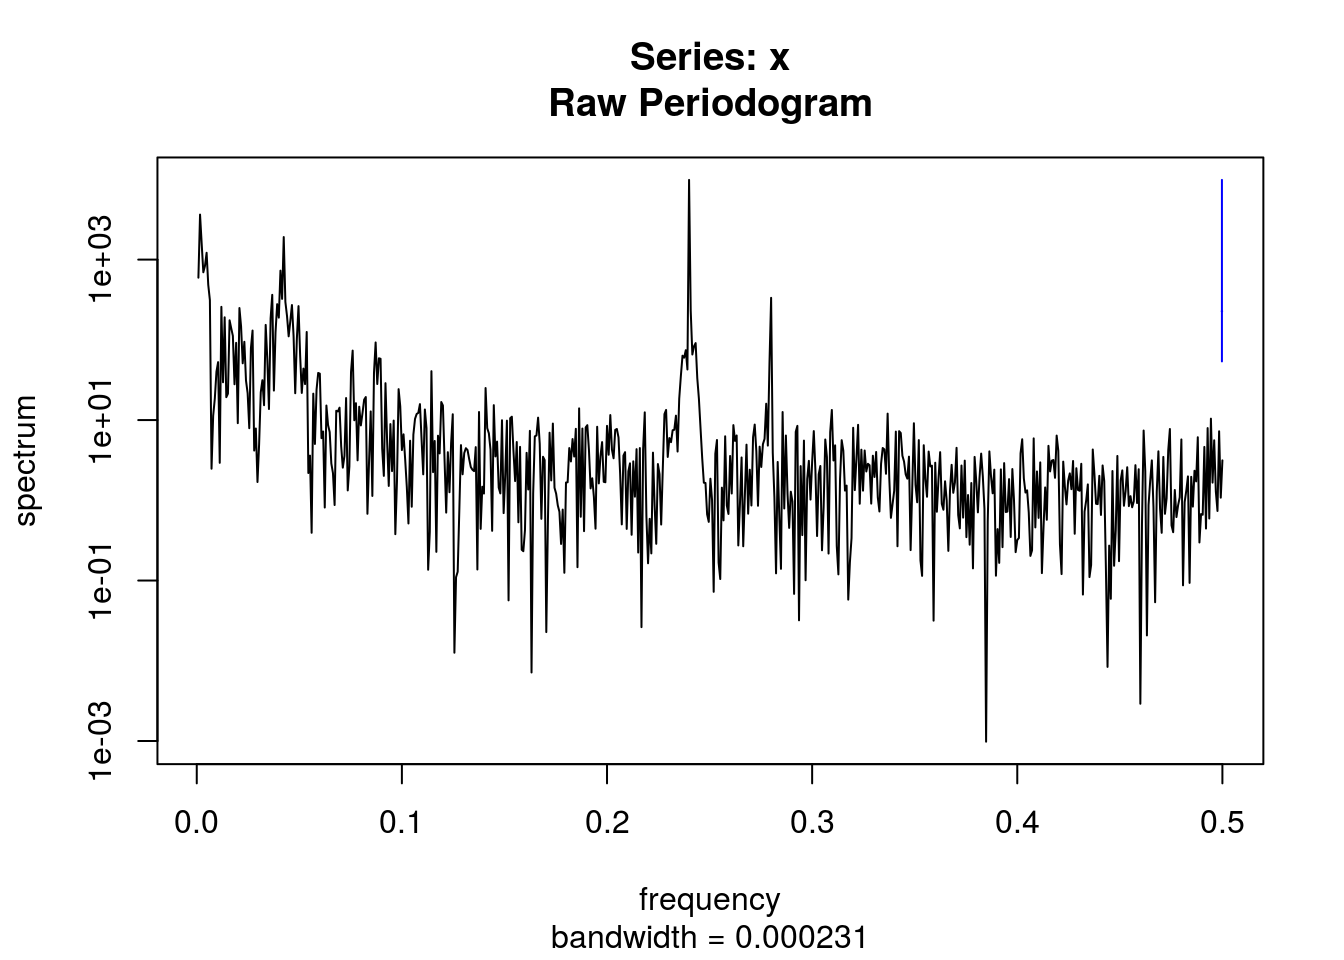 Series: x
Raw Periodogram
spectrum
1e+03
1e+01
1e-01
1e-03
0.0 0.1 0.2 0.3 0.4 0.5
frequency
bandwidth = 0.000231